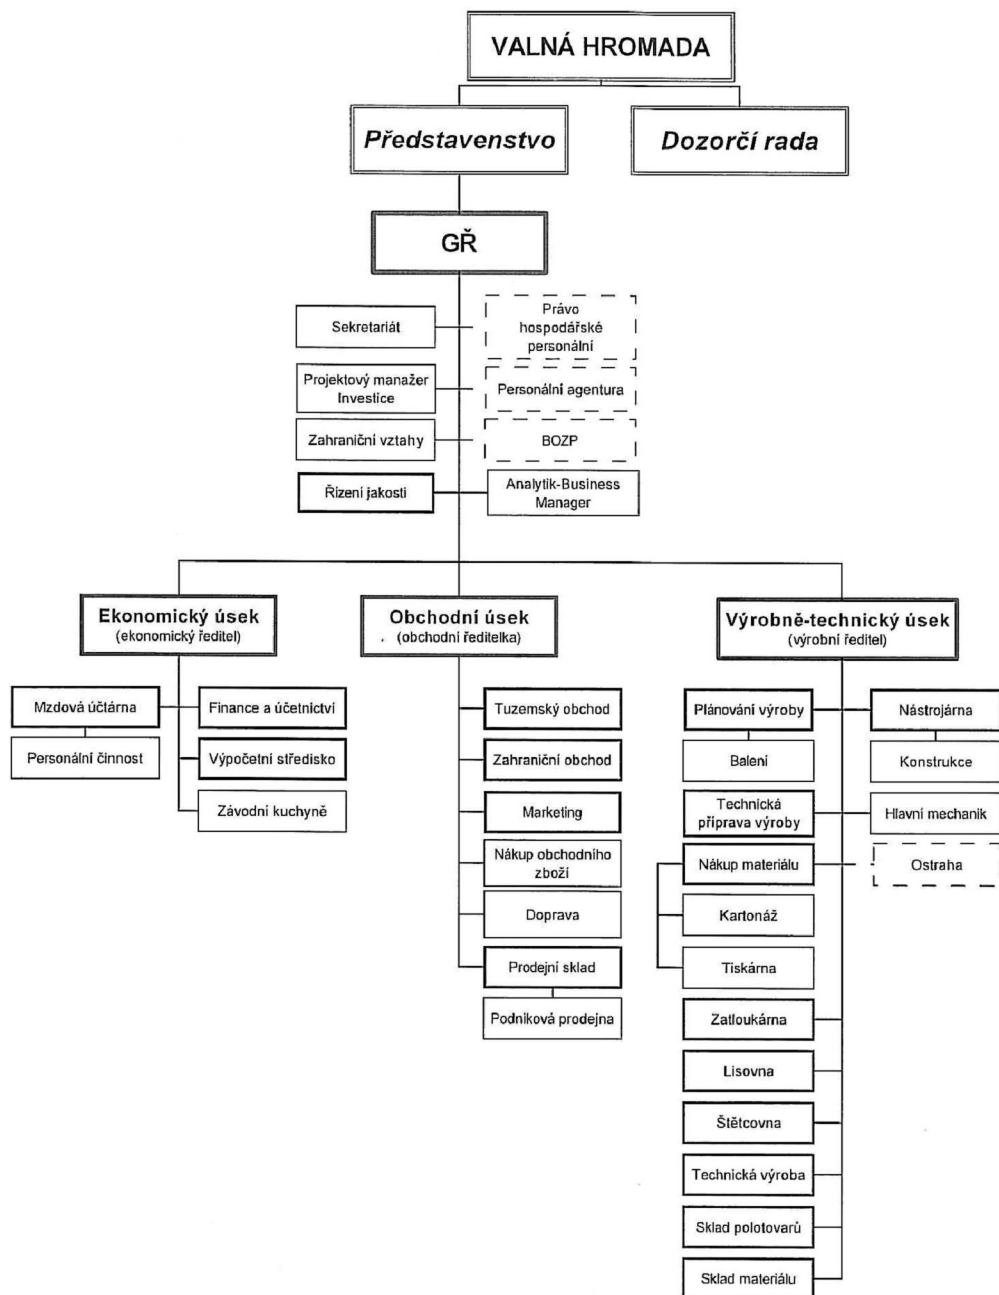 VALNÁ HROMADA
Představenstvo
Dozorčí rada
GŘ
Sekretariát
Právo
hospodářské
personální
Projektový manažer
Investice
Personální agentura
Zahraniční vztahy
BOZP
Řízení jakosti
Analytik-Business
Manager
Ekonomický úsek
(ekonomický ředitel)
Obchodní úsek
(obchodní ředitelka)
Výrobně-technický úsek
(výrobní ředitel)
Mzdová účtárna
Finance a účetnictví
Personální činnost
Výpočetní středisko
Závodní kuchyně
Tuzemský obchod
Zahraniční obchod
Marketing
Nákup obchodního
zboží
Doprava
Prodejní sklad
Podniková prodejna
Plánování výroby
Nástrojárna
Balení
Konstrukce
Technická
příprava výroby
Hlavní mechanik
Nákup materiálu
Ostraha
Kartonáž
Tiskárna
Zatloukárna
Lisovna
Štětcovna
Technická výroba
Sklad polotovarů
Sklad materiálu